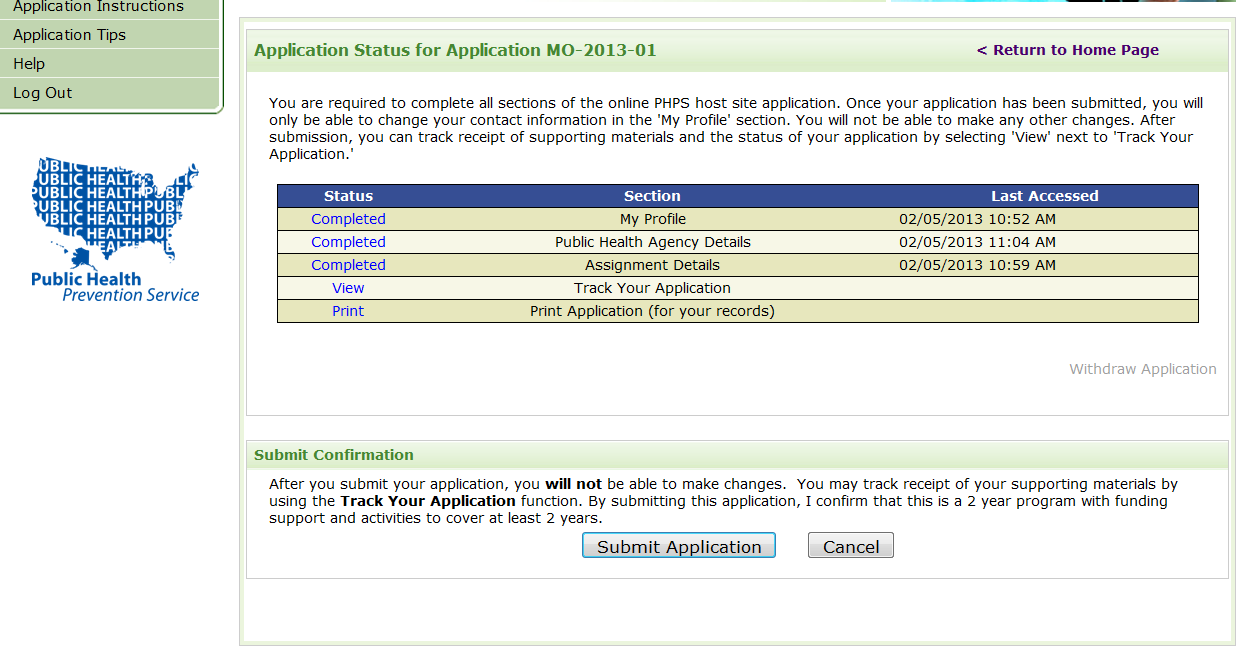 Application Instructions
Application Tips
Help
Log Out
PUBLIC HEALTH
PUBLIC HEALTH PUBLIC
PUBLIC HEALTH PUBL
PUBLIC HEALTH PUB
PUBLIC HEALTH PUB
HEALTH PUB
Public Health
Prevention Service
Application Status for Application MO-2013-01
< Return to Home Page
You are required to complete all sections of the online PHPS host site application. Once your application has been submitted, you will
only be able to change your contact information in the 'My Profile' section. You will not be able to make any other changes. After
submission, you can track receipt of supporting materials and the status of your application by selecting 'View' next to 'Track Your
Application.'
Status Section Last Accessed
Completed My Profile 02/05/2013 10:52 AM
Completed Public Health Agency Details 02/05/2013 11:04 AM
Completed Assignment Details 02/05/2013 10:59 AM
View Track Your Application
Print Print Application (for your records)
Withdraw Application
Submit Confirmation
After you submit your application, you will not be able to make changes.  You may track receipt of your supporting materials by
using the Track Your Application function. By submitting this application, I confirm that this is a 2 year program with funding
support and activities to cover at least 2 years.
Submit Application Cancel